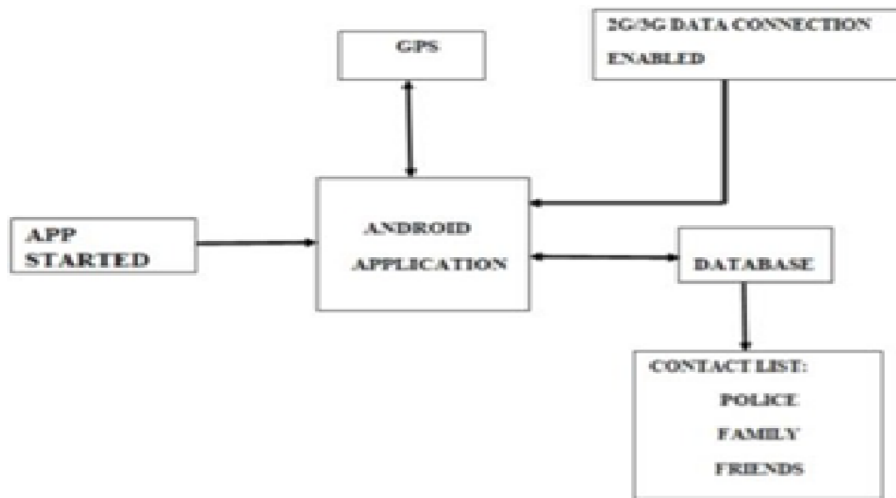 GPS
2G/3G DATA CONNECTION
ENABLED
APP
STARTED
ANDROID
APPLICATION
DATABASE
CONTACT LIST:
POLICE
FAMILY
FRIENDS